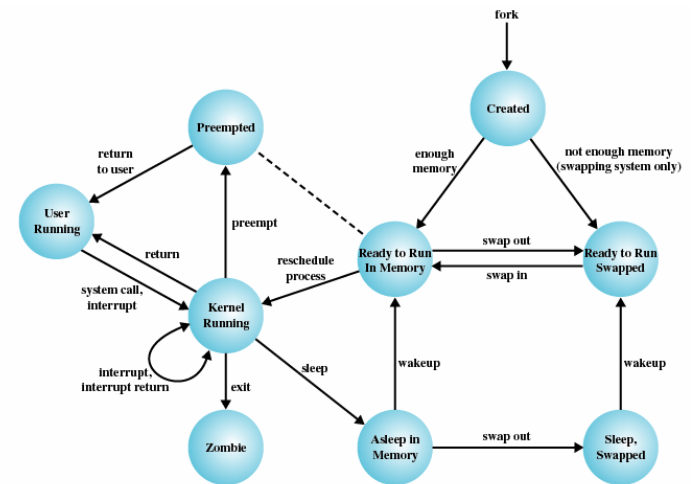 fork
Created
Preempted
enough
memory
not enough memory
(swapping system only)
return
to user
User
Running
preempt
return
reschedule
process
Ready to Run
In Memory
swap out
swap in
Ready to Run
Swapped
system call,
interrupt
Kernel
Running
interrupt,
interrupt return
sleep
wakeup
wakeup
exit
Zombie
Asleep in
Memory
swap out
Sleep,
Swapped